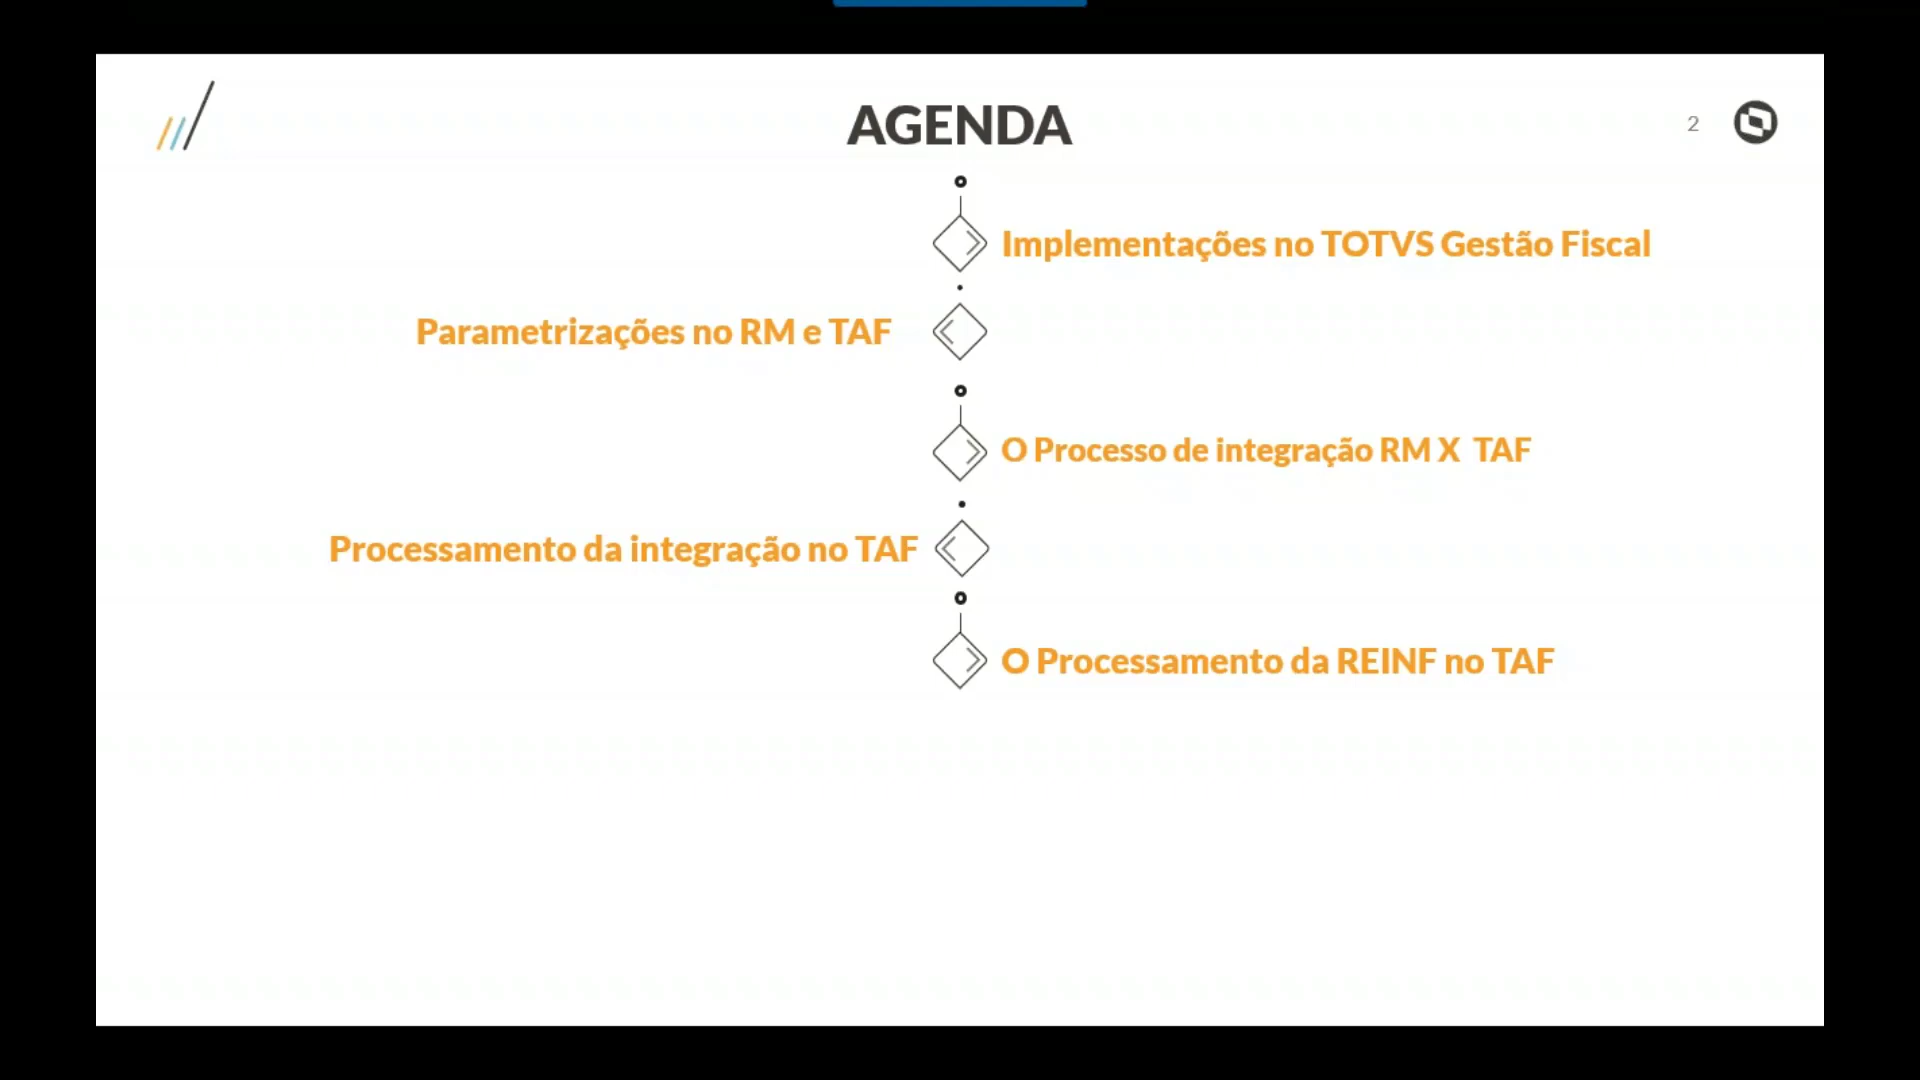 AGENDA
2
Implementações no TOTVS Gestão Fiscal
Parametrizações no RM e TAF
O Processo de integração RM X  TAF
Processamento da integração no TAF
O Processamento da REINF no TAF